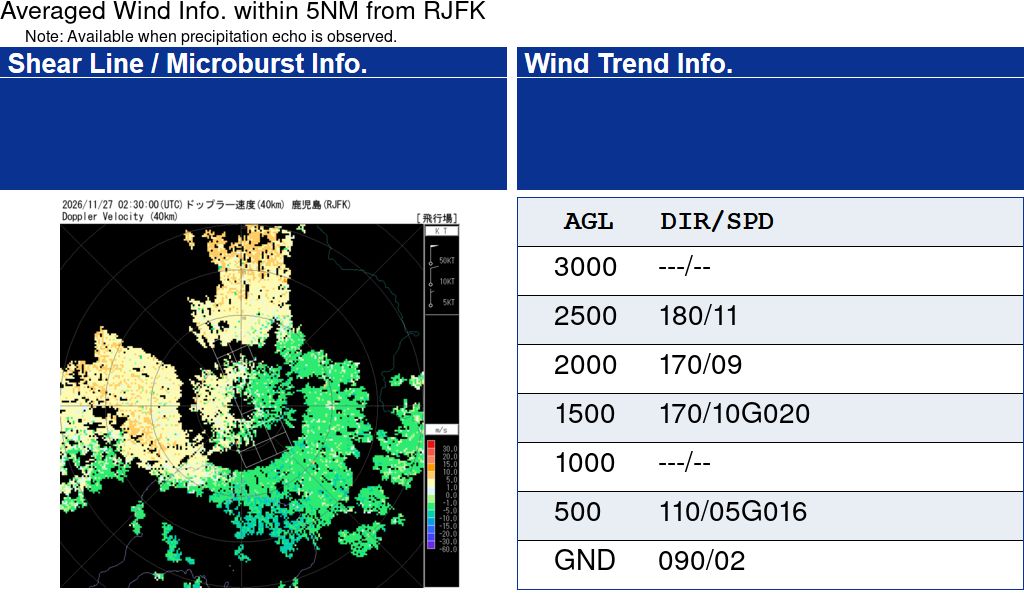 Averaged Wind Info. within 5NM from RJFK
Note: Available when precipitation echo is observed.
Shear Line / Microburst Info.
Wind Trend Info.
2026/11/27 02:30:00(UTC) ドップラー速度(40km) 鹿児島(RJFK)
Doppler Velocity (40km)
[飛行場]
K T
50KT
10KT
5KT
m/s
30.0
20.0
15.0
10.0
5.0
1.0
0.0
-1.0
-5.0
-10.0
-15.0
-20.0
-30.0
-60.0
AGL DIR/SPD
3000 ---/--
2500 180/11
2000 170/09
1500 170/10G020
1000 ---/--
500 110/05G016
GND 090/02